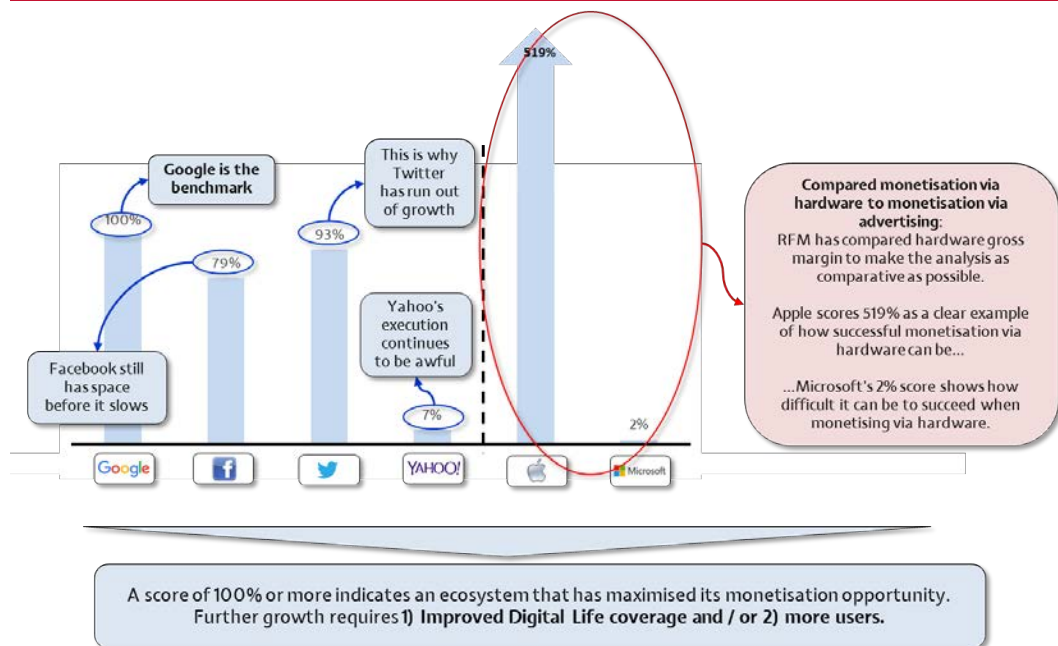 519%
Google is the
benchmark
100%
79%
This is why
Twitter
has run out
of growth
93%
Yahoo's
execution
continues
to be awful
7%
Facebook still
has space
before it slows
2%
Google
f
YAHOO!
Microsoft
Compared monetisation via
hardware to monetisation via
advertising:
RFM has compared hardware gross
margin to make the analysis as
comparative as possible.
Apple scores 519% as a clear example
of how successful monetisation via
hardware can be…
…Microsoft's 2% score shows how
difficult it can be to succeed when
monetising via hardware.
A score of 100% or more indicates an ecosystem that has maximised its monetisation opportunity.
Further growth requires 1) Improved Digital Life coverage and / or 2) more users.